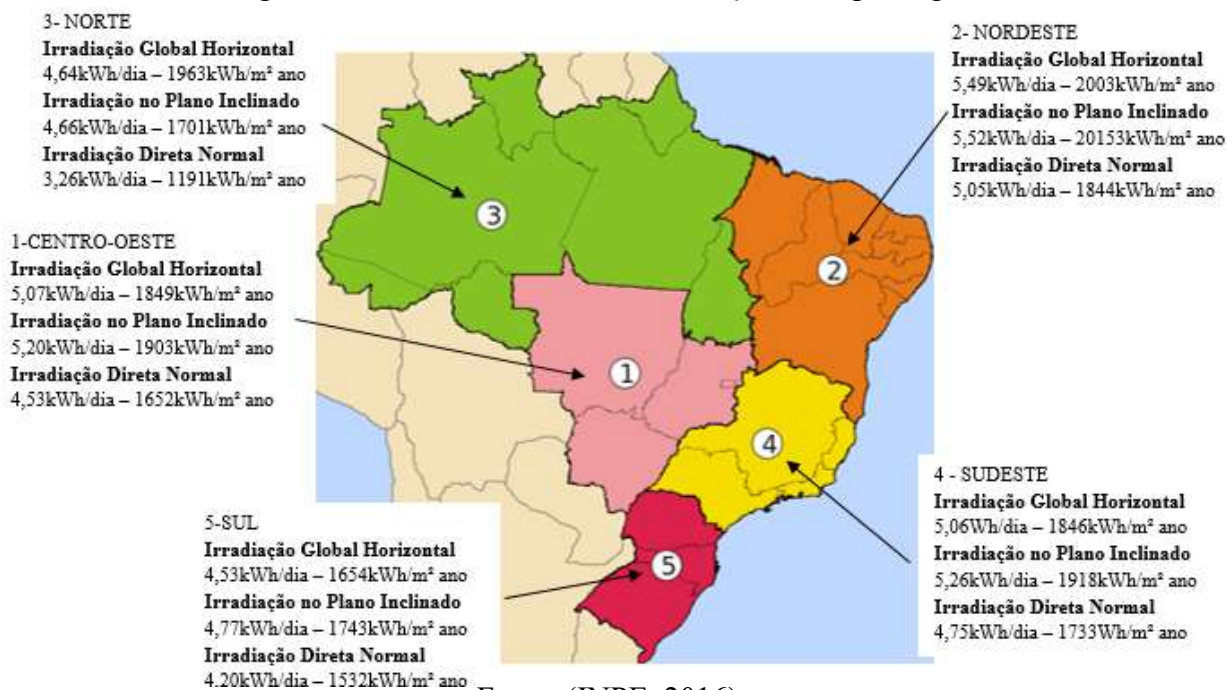 3- NORTE
Irradiação Global Horizontal
4,64kWh/dia – 1963kWh/m² ano
Irradiação no Plano Inclinado
4,66kWh/dia – 1701kWh/m² ano
Irradiação Direta Normal
3,26kWh/dia – 1191kWh/m² ano
2- NORDESTE
Irradiação Global Horizontal
5,49kWh/dia – 2003kWh/m² ano
Irradiação no Plano Inclinado
5,52kWh/dia – 20153kWh/m² ano
Irradiação Direta Normal
5,05kWh/dia – 1844kWh/m² ano
3
2
1-CENTRO-OESTE
Irradiação Global Horizontal
5,07kWh/dia – 1849kWh/m² ano
Irradiação no Plano Inclinado
5,20kWh/dia – 1903kWh/m² ano
Irradiação Direta Normal
4,53kWh/dia – 1652kWh/m² ano
1
4
4 - SUDESTE
Irradiação Global Horizontal
5,06Wh/dia – 1846kWh/m² ano
Irradiação no Plano Inclinado
5,26kWh/dia – 1918kWh/m² ano
Irradiação Direta Normal
4,75kWh/dia – 1733Wh/m² ano
5-SUL
Irradiação Global Horizontal
4,53kWh/dia – 1654kWh/m² ano
Irradiação no Plano Inclinado
4,77kWh/dia – 1743kWh/m² ano
Irradiação Direta Normal
4,20kWh/dia – 1532kWh/m² ano
5